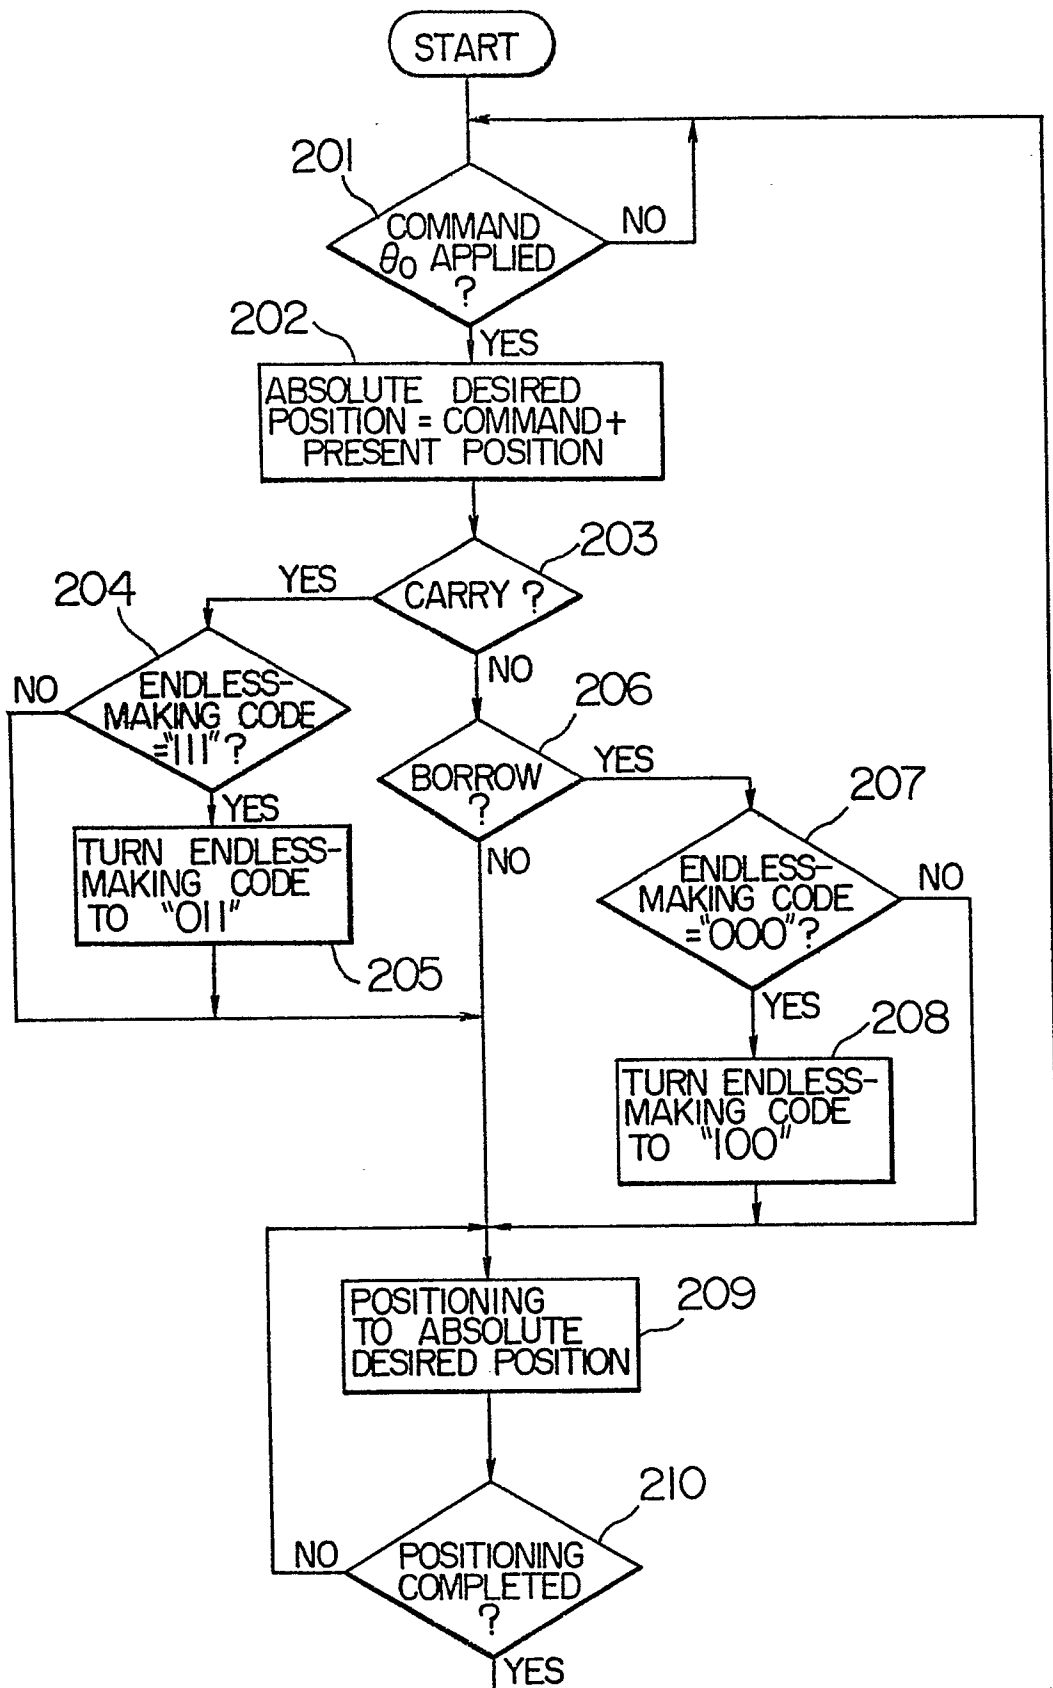 START
201
COMMAND
θ0 APPLIED
?
NO
202
YES
ABSOLUTE DESIRED
POSITION = COMMAND +
PRESENT POSITION
203
CARRY ?
YES
NO
204
ENDLESS-
MAKING CODE
="111"?
NO
YES
TURN ENDLESS-
MAKING CODE
TO "011"
205
206
BORROW
?
YES
NO
207
ENDLESS-
MAKING CODE
="000"?
NO
YES
208
TURN ENDLESS-
MAKING CODE
TO "100"
POSITIONING
TO ABSOLUTE
DESIRED POSITION
209
210
POSITIONING
COMPLETED
?
NO
YES